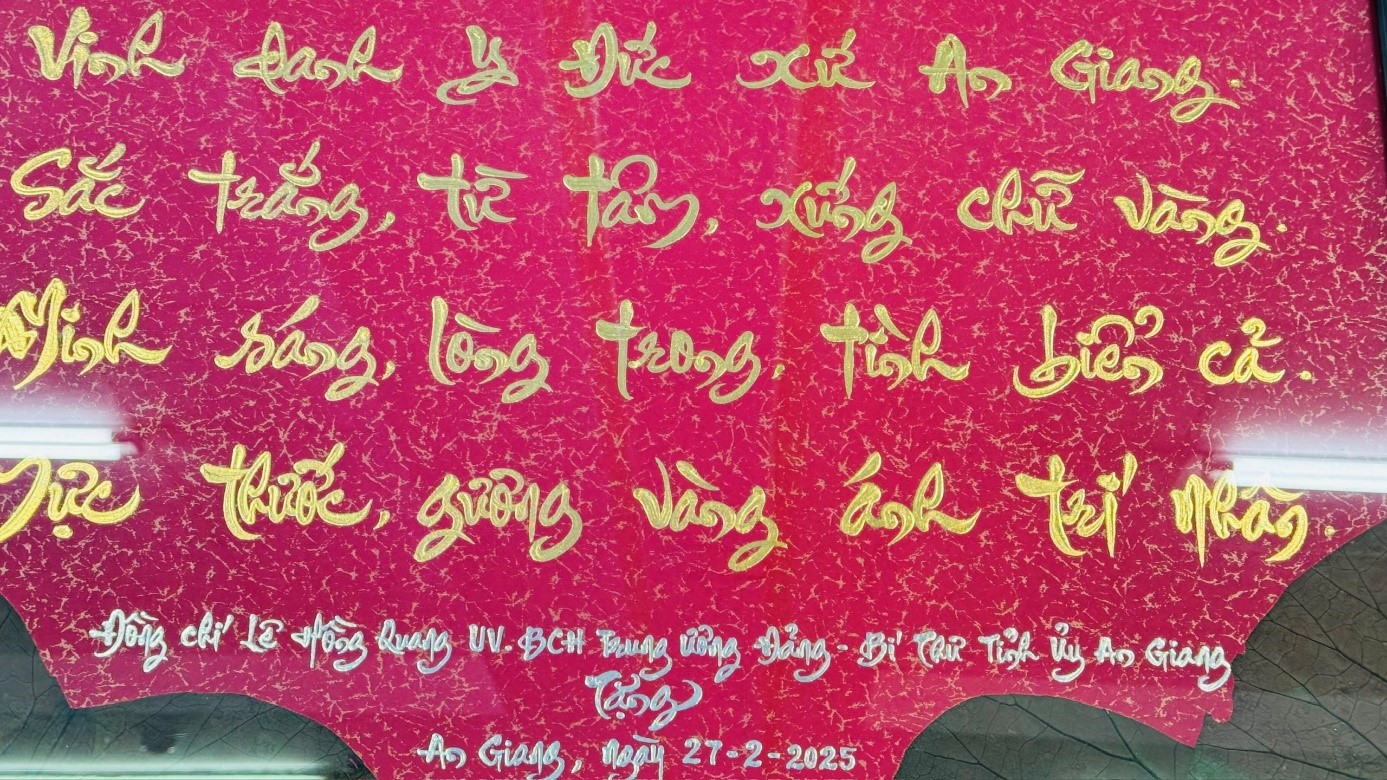 Vinh danh y Đức xứ An Giang.
Sắc trắng, từ tâm, xứng chữ vàng.
Minh sáng, lòng trong, tình biển cả.
Lực thước, gương vàng ánh trí nhân.
Đồng chí Lê Hồng Quang UV. BCH Trung ương Đảng - Bí Thư Tỉnh Ủy An Giang
Tặng
An Giang, ngày 27-2-2025